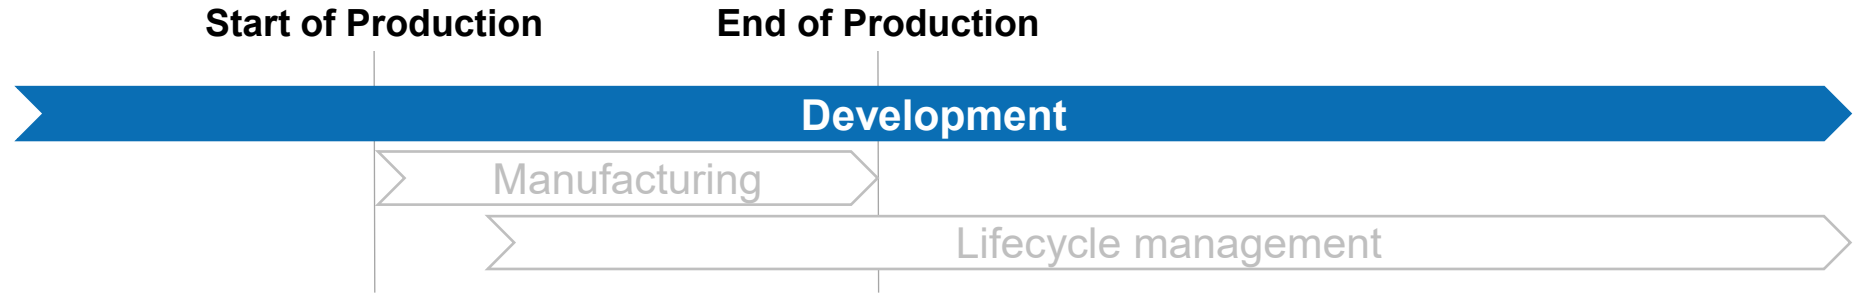 Start of Production End of Production
Development
Manufacturing
Lifecycle management